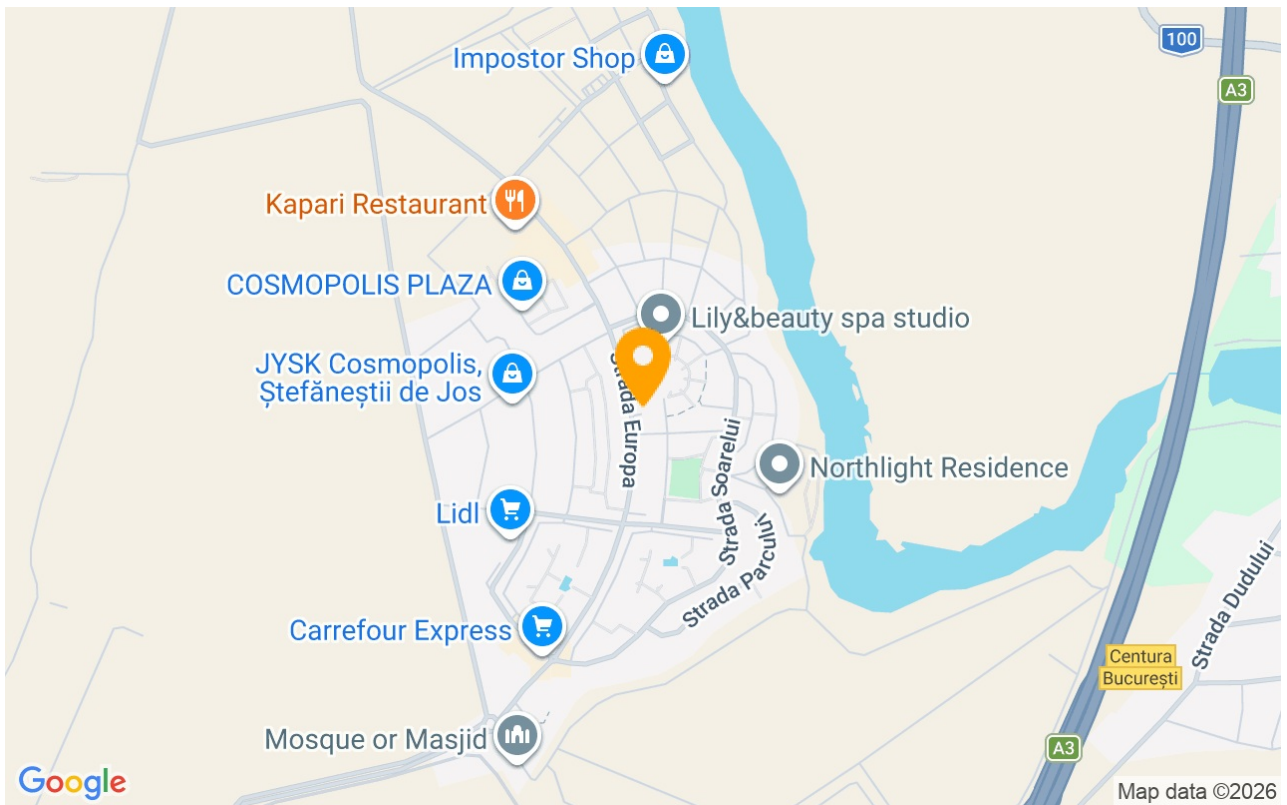 Impostor Shop
100
A3
Kapari Restaurant
COSMOPOLIS PLAZA
Lily&beauty spa studio
JYSK Cosmopolis,
Ștefăneștii de Jos
Strada Europa
Strada Soarelui
Northlight Residence
Lidl
Strada Parcului
Strada Dudului
Carrefour Express
Centura
București
Mosque or Masjid
A3
Google
Map data ©2026